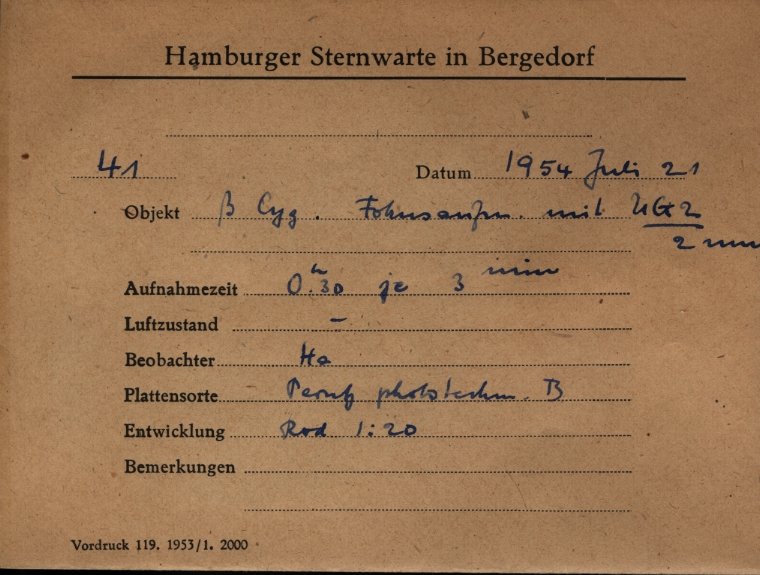 Hamburger Sternwarte in Bergedorf
41 Datum 1954 Juli 21
Objekt β Cyg. Fokusaufn. mit UG2
2 mm
Aufnahmezeit 0.h30 je 3 min
Luftzustand –
Beobachter Ha
Plattensorte Perutz phototechn. B
Entwicklung Rod 1:20
Bemerkungen
Vordruck 119. 1953/1. 2000